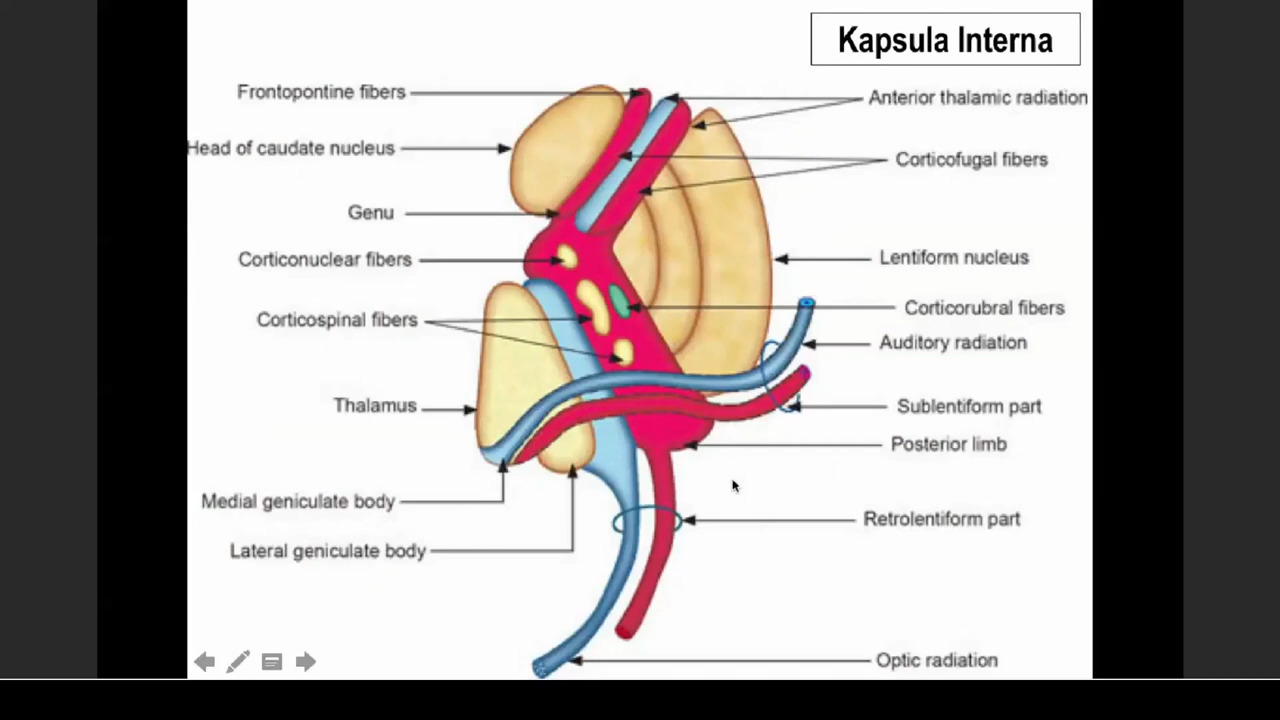 Kapsula Interna
Frontopontine fibers
Anterior thalamic radiation
Head of caudate nucleus
Corticofugal fibers
Genu
Corticonuclear fibers
Lentiform nucleus
Corticospinal fibers
Corticorubral fibers
Auditory radiation
Thalamus
Sublentiform part
Posterior limb
Medial geniculate body
Retrolentiform part
Lateral geniculate body
Optic radiation